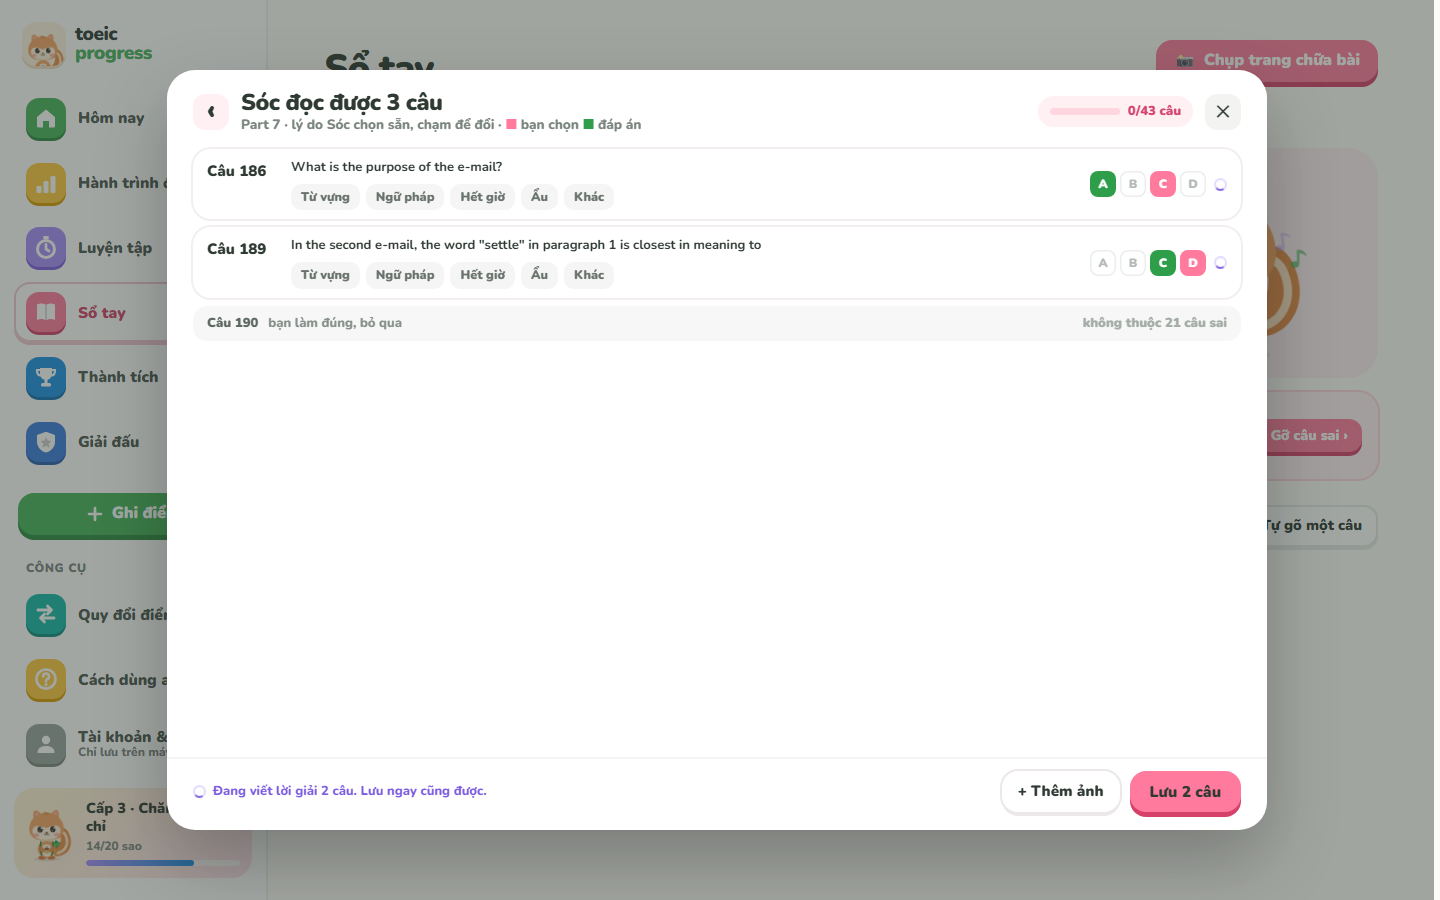 toeic
progress
Hôm nay
Hành trình
Luyện tập
Sổ tay
Thành tích
Giải đấu
+ Ghi
CÔNG CỤ
Quy đổi
Cách dùng
Tài khoản &
Chỉ lưu trên
Cấp 3 ·
chỉ
14/20 sao
Sổ tay
Chụp trang chữa bài
Sóc đọc được 3 câu
Part 7 · lý do Sóc chọn sẵn, chạm để đổi · bạn chọn đáp án
0/43 câu
Câu 186
What is the purpose of the e-mail?
Từ vựng Ngữ pháp Hết giờ Ẩu Khác
A B C D
Câu 189
In the second e-mail, the word "settle" in paragraph 1 is closest in meaning to
Từ vựng Ngữ pháp Hết giờ Ẩu Khác
A B C D
Câu 190 bạn làm đúng, bỏ qua
không thuộc 21 câu sai
Gỡ câu sai ›
Tự gõ một câu
Đang viết lời giải 2 câu. Lưu ngay cũng được.
+ Thêm ảnh
Lưu 2 câu